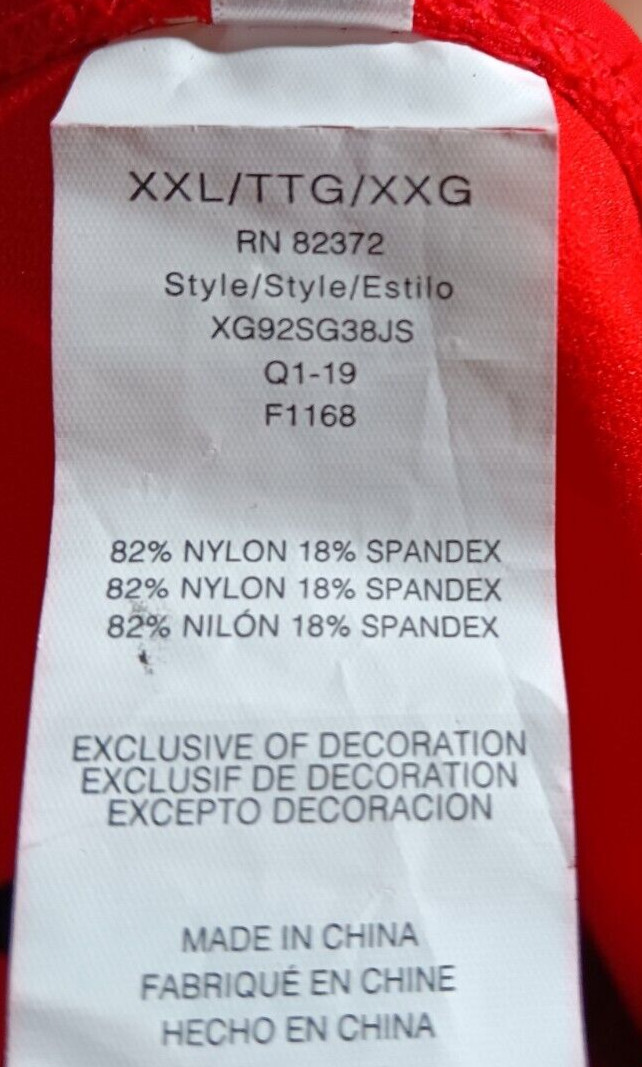 XXL/TTG/XXG
RN 82372
Style/Style/Estilo
XG92SG38JS
Q1-19
F1168
82% NYLON 18% SPANDEX
82% NYLON 18% SPANDEX
82% NILÓN 18% SPANDEX
EXCLUSIVE OF DECORATION
EXCLUSIF DE DECORATION
EXCEPTO DECORACION
MADE IN CHINA
FABRIQUÉ EN CHINE
HECHO EN CHINA